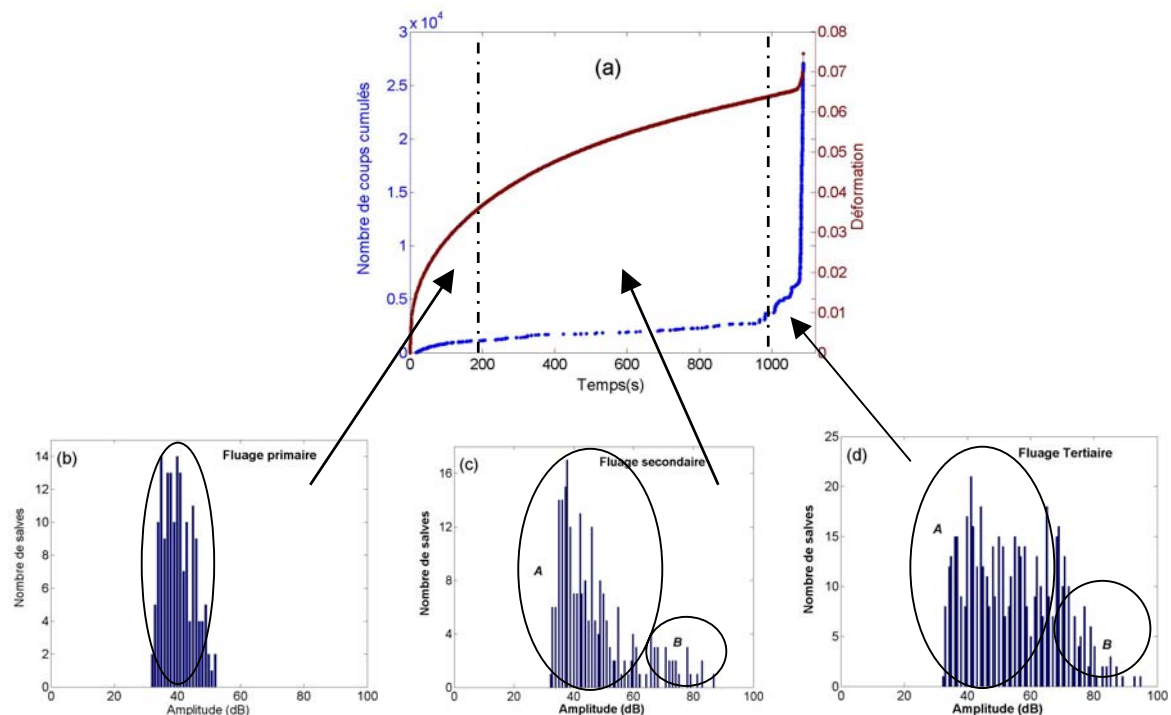 (a)
Nombre de coups cumulés
×10⁴
3
2.5
2
1.5
1
0.5
0
0.08
0.07
0.06
0.05
0.04
0.03
0.02
0.01
0
Déformation
0 200 400 600 800 1000
Temps(s)
(b)
Fluage primaire
Nombre de salves
14
12
10
8
6
4
2
0
0 20 40 60 80 100
Amplitude (dB)
(c)
Fluage secondaire
Nombre de salves
16
12
8
4
0
A
B
0 20 40 60 80 100
Amplitude (dB)
(d)
Fluage Tertiaire
Nombre de salves
25
20
15
10
5
0
A
B
0 20 40 60 80 100
Amplitude (dB)